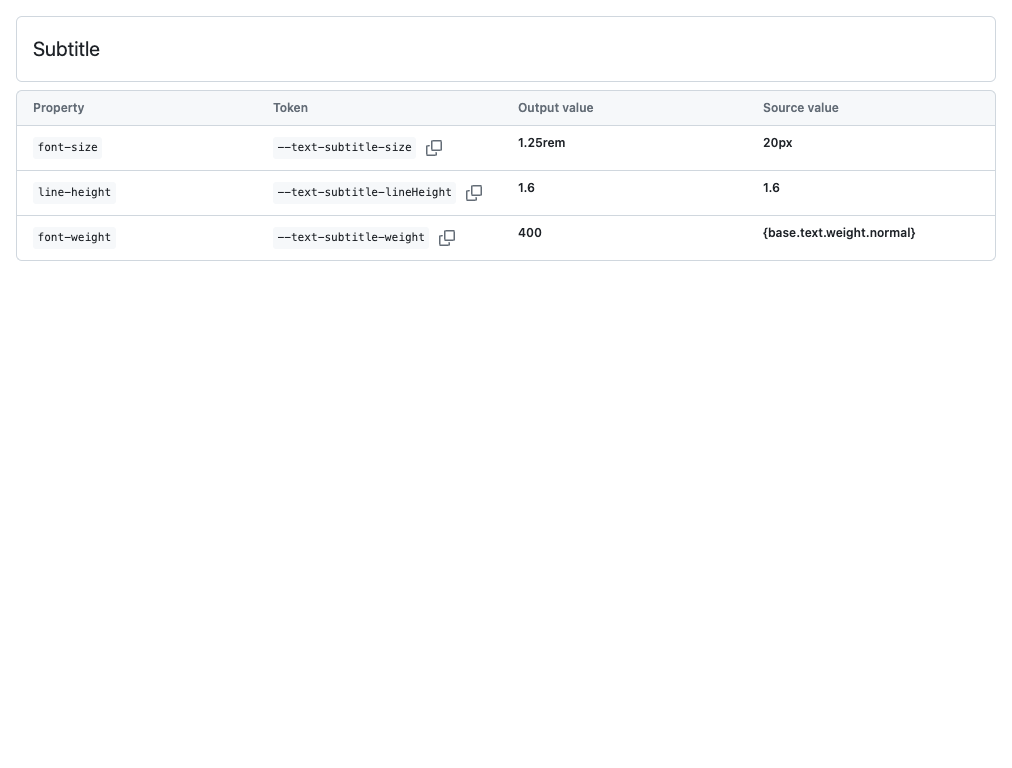 Subtitle
Property Token Output value Source value
font-size --text-subtitle-size 1.25rem 20px
line-height --text-subtitle-lineHeight 1.6 1.6
font-weight --text-subtitle-weight 400 {base.text.weight.normal}